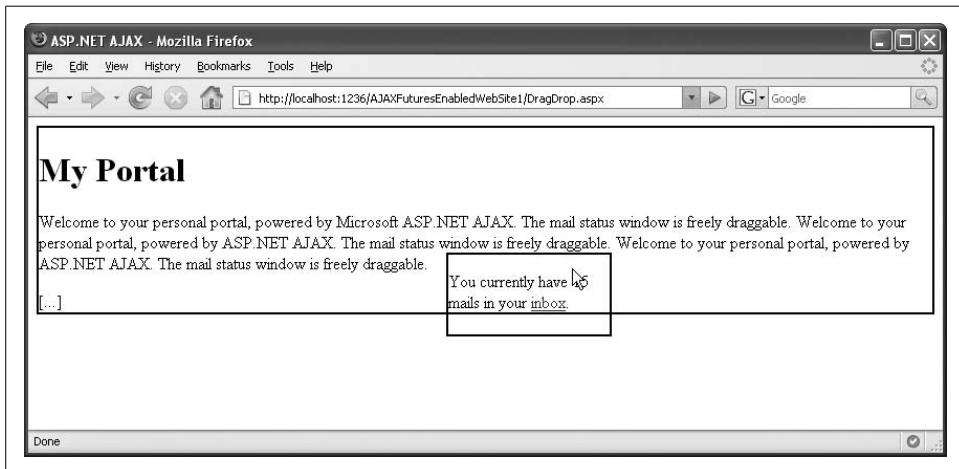 ASP.NET AJAX - Mozilla Firefox
File Edit View History Bookmarks Tools Help
http://localhost:1236/AJAXFuturesEnabledWebSite1/DragDrop.aspx
G Google
My Portal
Welcome to your personal portal, powered by Microsoft ASP.NET AJAX. The mail status window is freely draggable. Welcome to your
personal portal, powered by ASP.NET AJAX. The mail status window is freely draggable. Welcome to your personal portal, powered by
ASP.NET AJAX. The mail status window is freely draggable.
You currently have
mails in your inbox.
[...]
Done